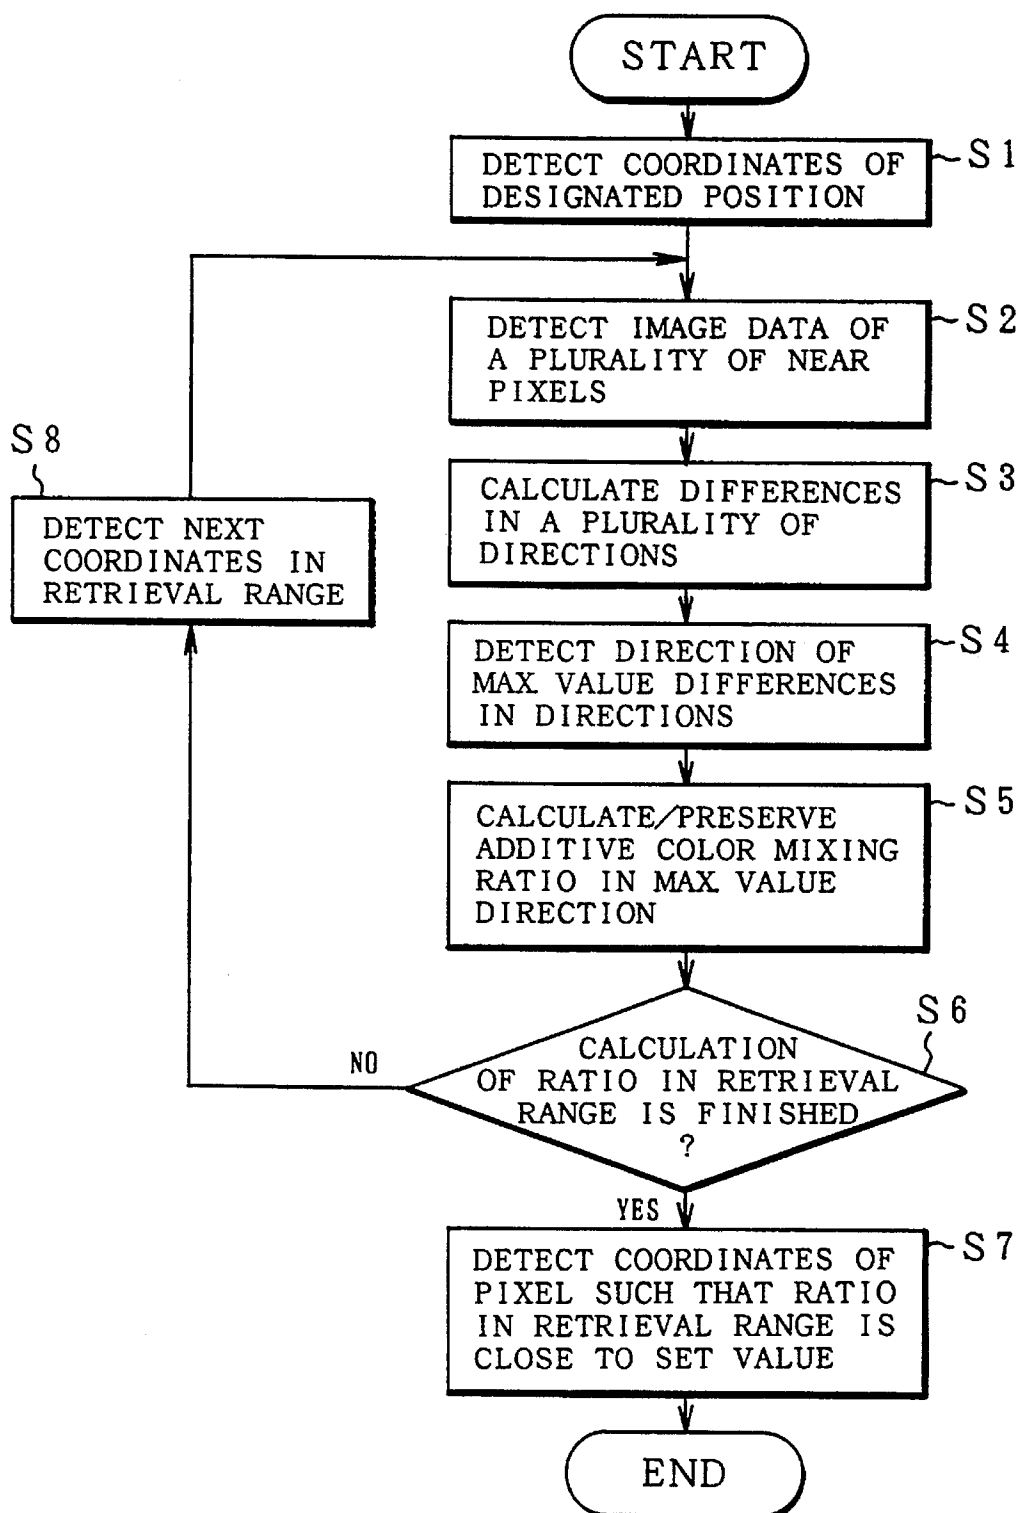 START
S1
DETECT COORDINATES OF
DESIGNATED POSITION
S2
DETECT IMAGE DATA OF
A PLURALITY OF NEAR
PIXELS
S8
DETECT NEXT
COORDINATES IN
RETRIEVAL RANGE
S3
CALCULATE DIFFERENCES
IN A PLURALITY OF
DIRECTIONS
S4
DETECT DIRECTION OF
MAX. VALUE DIFFERENCES
IN DIRECTIONS
S5
CALCULATE/PRESERVE
ADDITIVE COLOR MIXING
RATIO IN MAX. VALUE
DIRECTION
S6
NO
CALCULATION
OF RATIO IN RETRIEVAL
RANGE IS FINISHED
?
YES
S7
DETECT COORDINATES OF
PIXEL SUCH THAT RATIO
IN RETRIEVAL RANGE IS
CLOSE TO SET VALUE
END